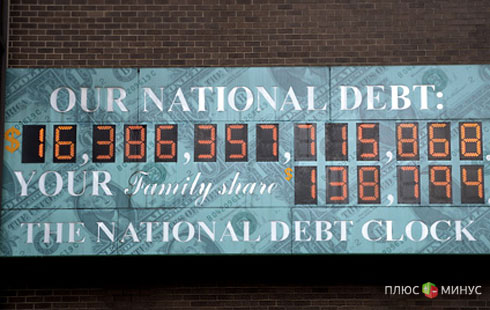 OUR NATIONAL DEBT:
$16,386,357,715,868
YOUR Family share $138,794
THE NATIONAL DEBT CLOCK
ПЛЮС МИНУС